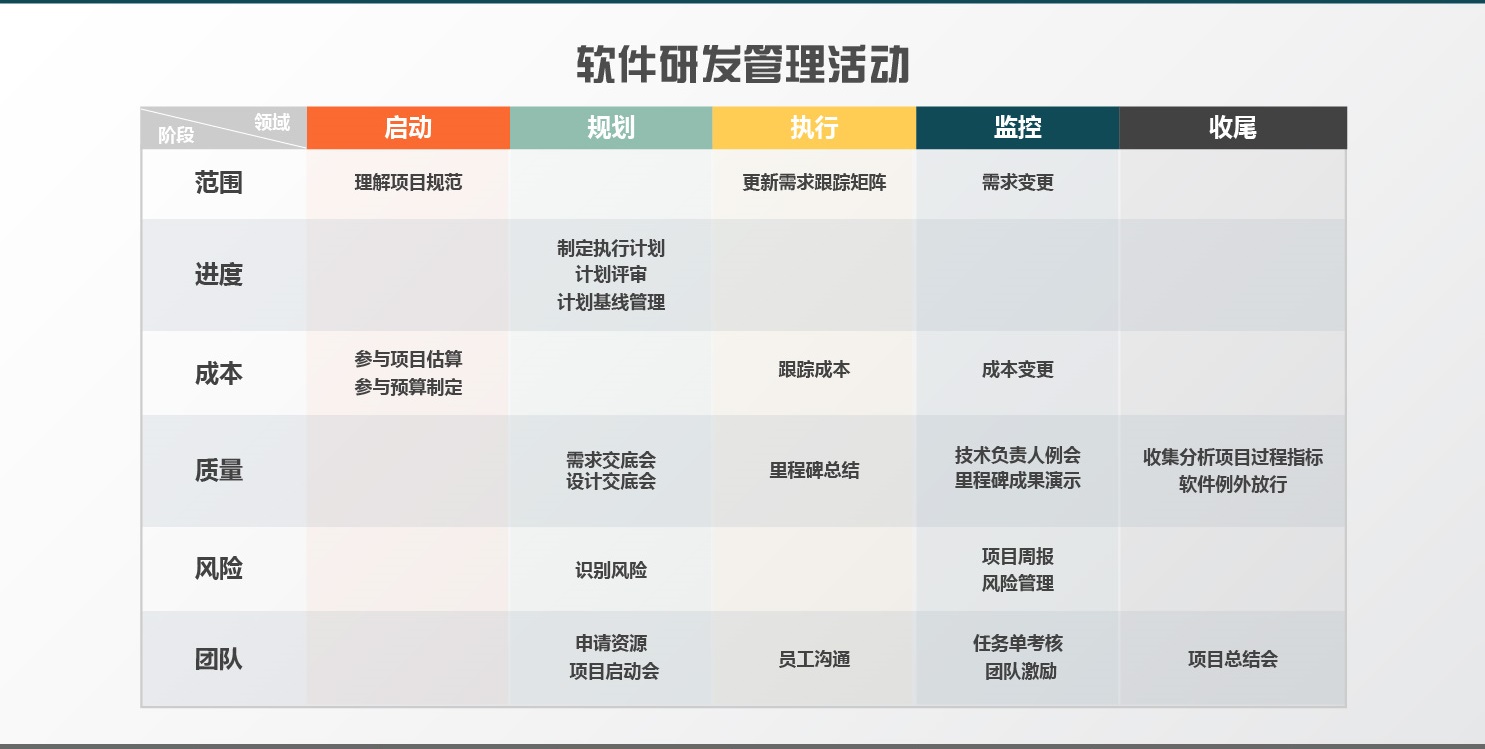 软件研发管理活动
领域
阶段
启动
规划
执行
监控
收尾
范围
理解项目规范
更新需求跟踪矩阵
需求变更
进度
制定执行计划
计划评审
计划基线管理
成本
参与项目估算
参与预算制定
跟踪成本
成本变更
质量
需求交底会
设计交底会
里程碑总结
技术负责人例会
里程碑成果演示
收集分析项目过程指标
软件例外放行
风险
识别风险
项目周报
风险管理
团队
申请资源
项目启动会
员工沟通
任务单考核
团队激励
项目总结会